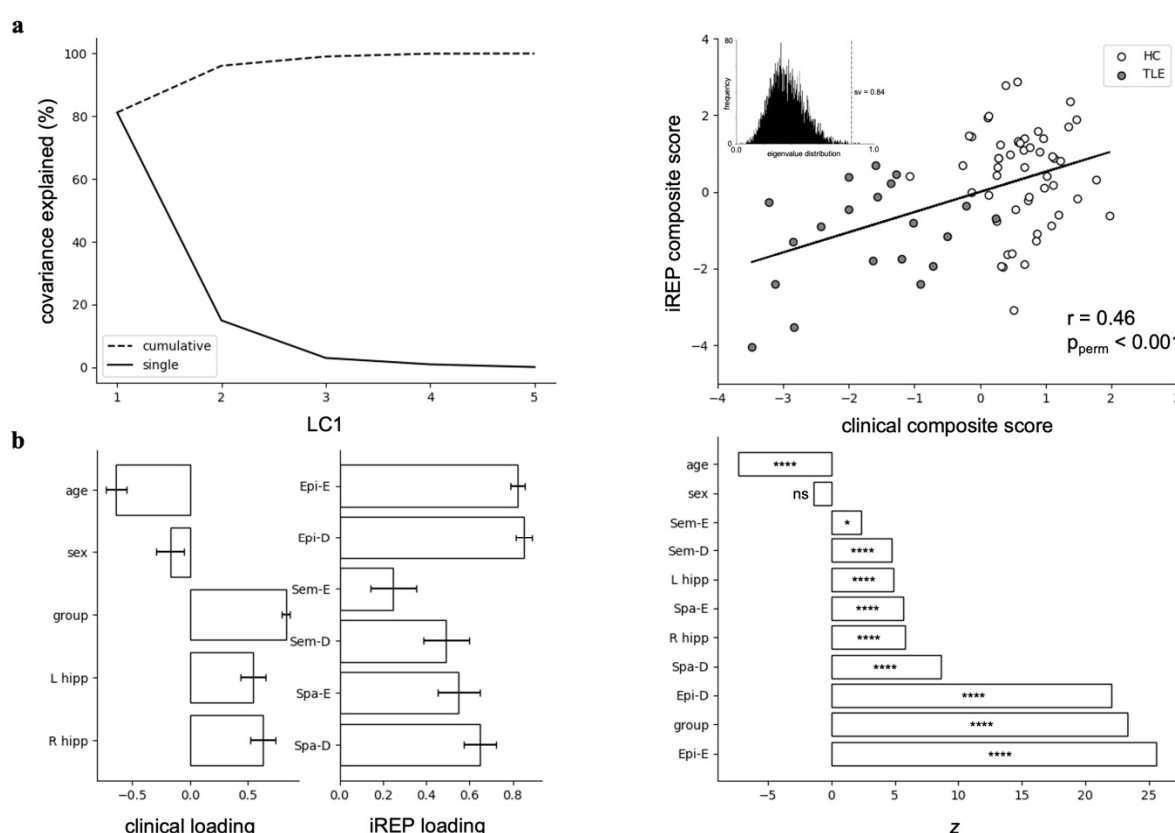 a
covariance explained (%)
100
80
60
40
20
0
cumulative
single
1 2 3 4 5
LC1
iREP composite score
4
2
0
−2
−4
80
frequency
0
0.0 1.0
eigenvalue distribution
sv = 0.84
HC
TLE
r = 0.46
pperm < 0.001
−4 −3 −2 −1 0 1 2
clinical composite score
b
age
sex
group
L hipp
R hipp
−0.5 0.0 0.5
clinical loading
Epi-E
Epi-D
Sem-E
Sem-D
Spa-E
Spa-D
0.0 0.2 0.4 0.6 0.8
iREP loading
age ****
sex ns
Sem-E *
Sem-D ****
L hipp ****
Spa-E ****
R hipp ****
Spa-D ****
Epi-D ****
group ****
Epi-E ****
−5 0 5 10 15 20 25
z